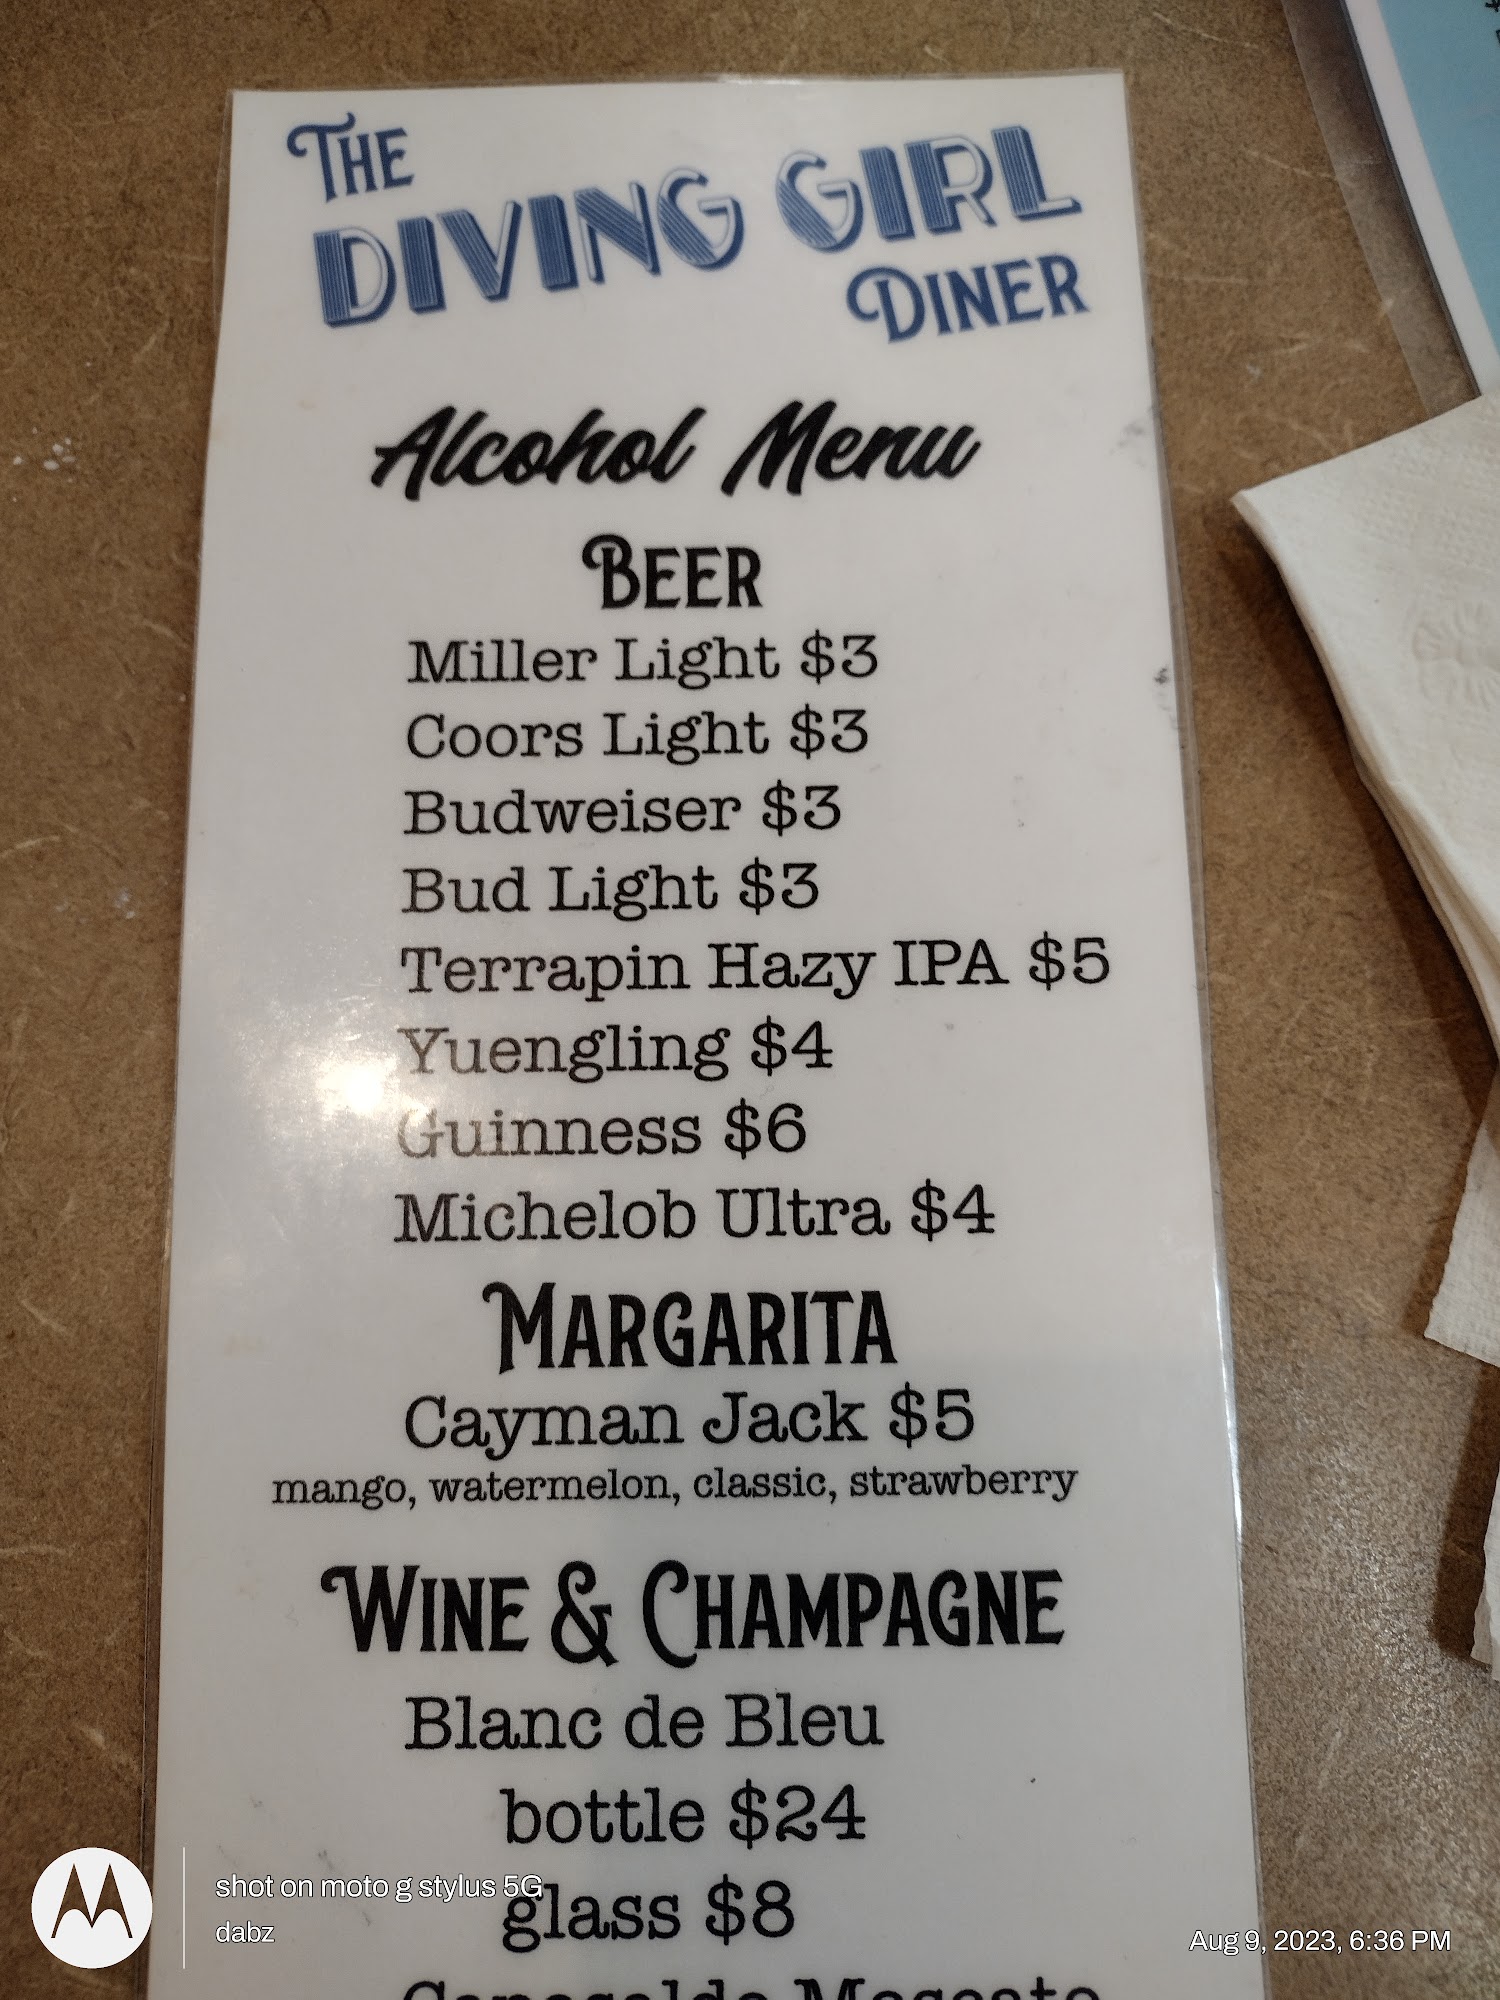 THE
DIVING GIRL
DINER
Alcohol Menu
BEER
Miller Light $3
Coors Light $3
Budweiser $3
Bud Light $3
Terrapin Hazy IPA $5
Yuengling $4
Guinness $6
Michelob Ultra $4
MARGARITA
Cayman Jack $5
mango, watermelon, classic, strawberry
WINE & CHAMPAGNE
Blanc de Bleu
bottle $24
glass $8
Moscato
shot on moto g stylus 5G
dabz
Aug 9, 2023, 6:36 PM